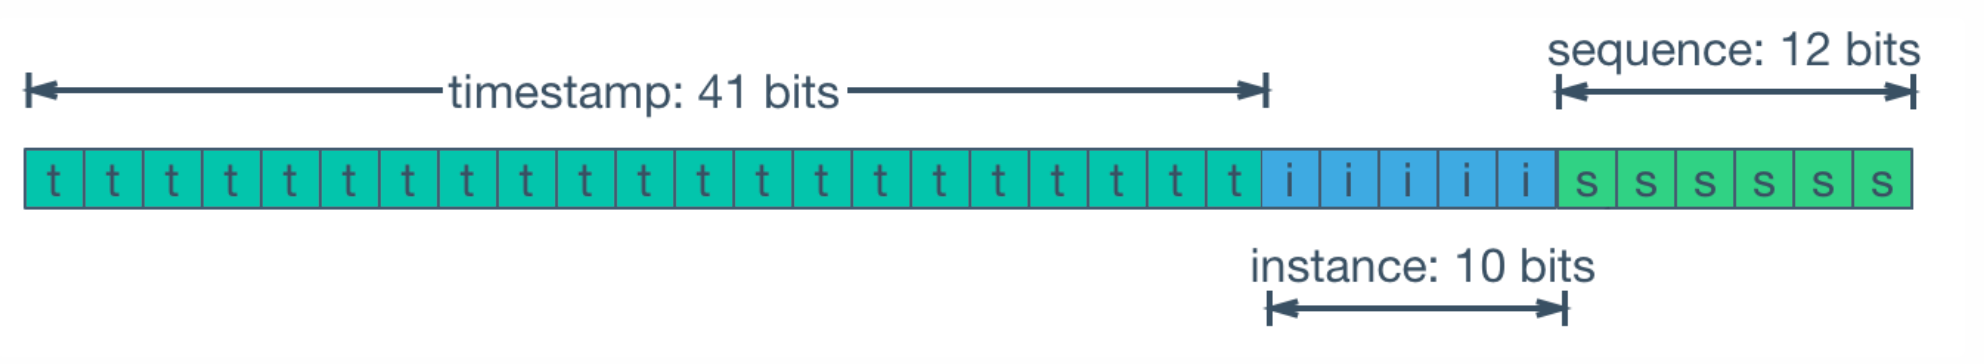 sequence: 12 bits
timestamp: 41 bits
t t t t t t t t t t t t t t t t t t t t t i i i i i s s s s s s
instance: 10 bits